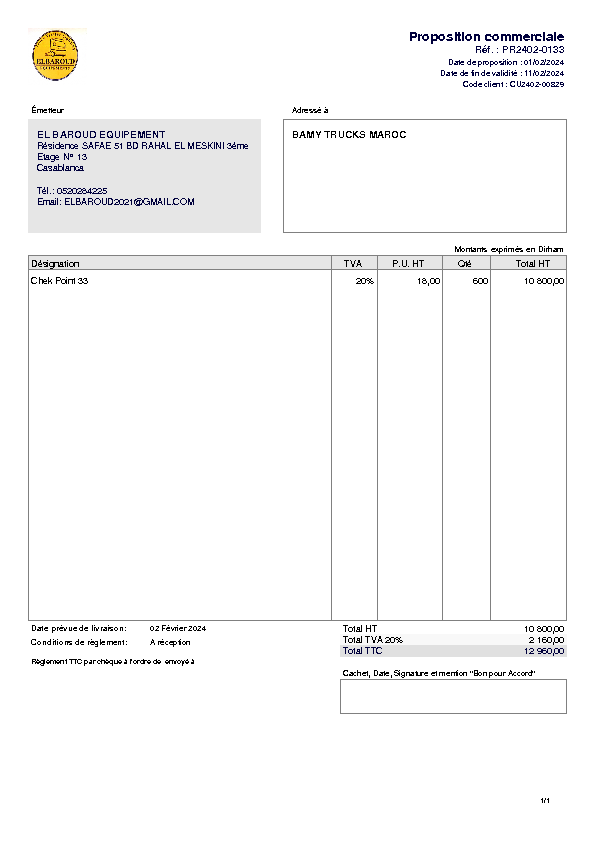 ELBAROUD
EQUIPEMENT
Proposition commerciale
Réf. : PR2402-0133
Date de proposition : 01/02/2024
Date de fin de validité : 11/02/2024
Code client : CU2402-00829
Émetteur
Adressé à
EL BAROUD EQUIPEMENT
Résidence SAFAE 51 BD RAHAL EL MESKINI 3éme
Etage N° 13
Casablanca
Tél.: 0520284225
Email: ELBAROUD2021@GMAIL.COM
BAMY TRUCKS MAROC
Montants exprimés en Dirham
Désignation TVA P.U. HT Qté Total HT
Chek Point 33 20% 18,00 600 10 800,00
Date prévue de livraison: 02 Février 2024
Conditions de règlement: A réception
Règlement TTC par chèque à l'ordre de envoyé à
Total HT 10 800,00
Total TVA 20% 2 160,00
Total TTC 12 960,00
Cachet, Date, Signature et mention "Bon pour Accord"
1/1